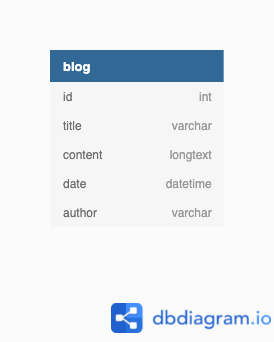 blog
id int
title varchar
content longtext
date datetime
author varchar
dbdiagram.io